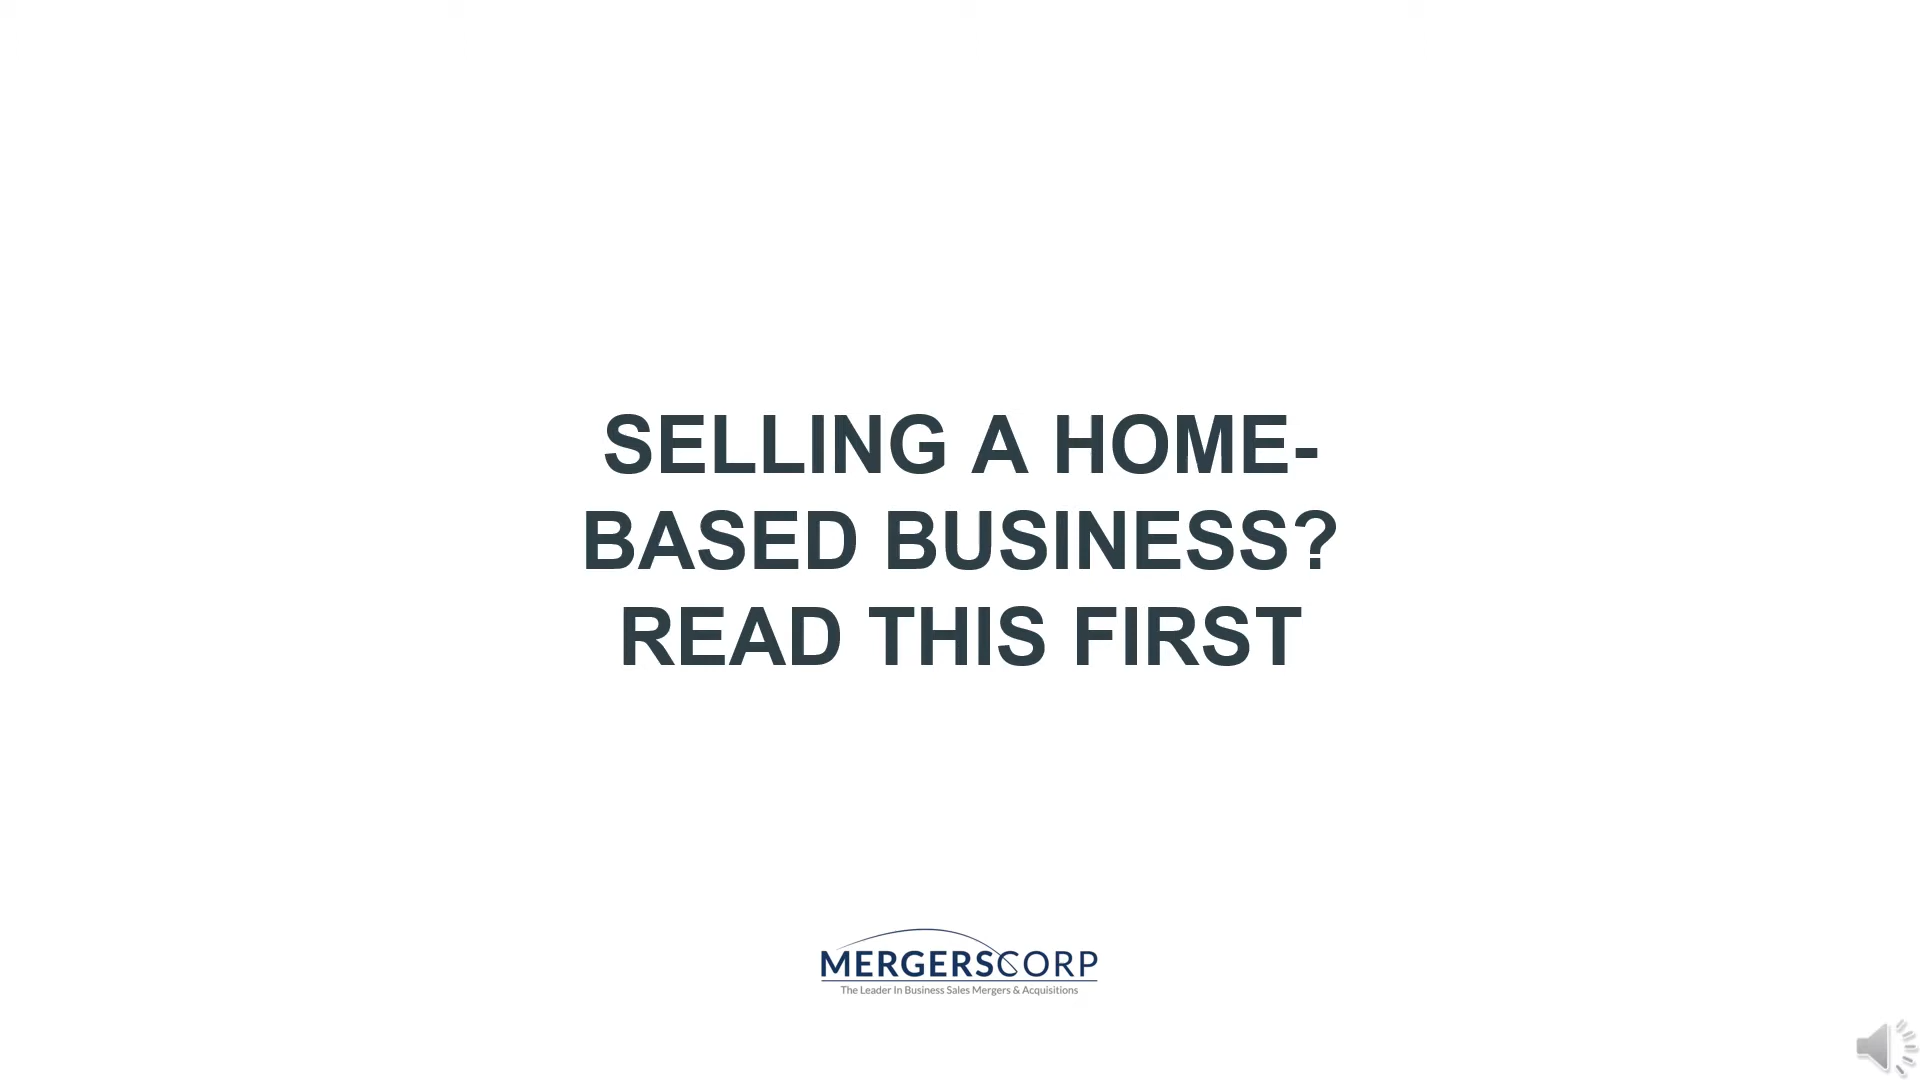 SELLING A HOME-
BASED BUSINESS?
READ THIS FIRST
MERGERSCORP
The Leader In Business Sales Mergers & Acquisitions